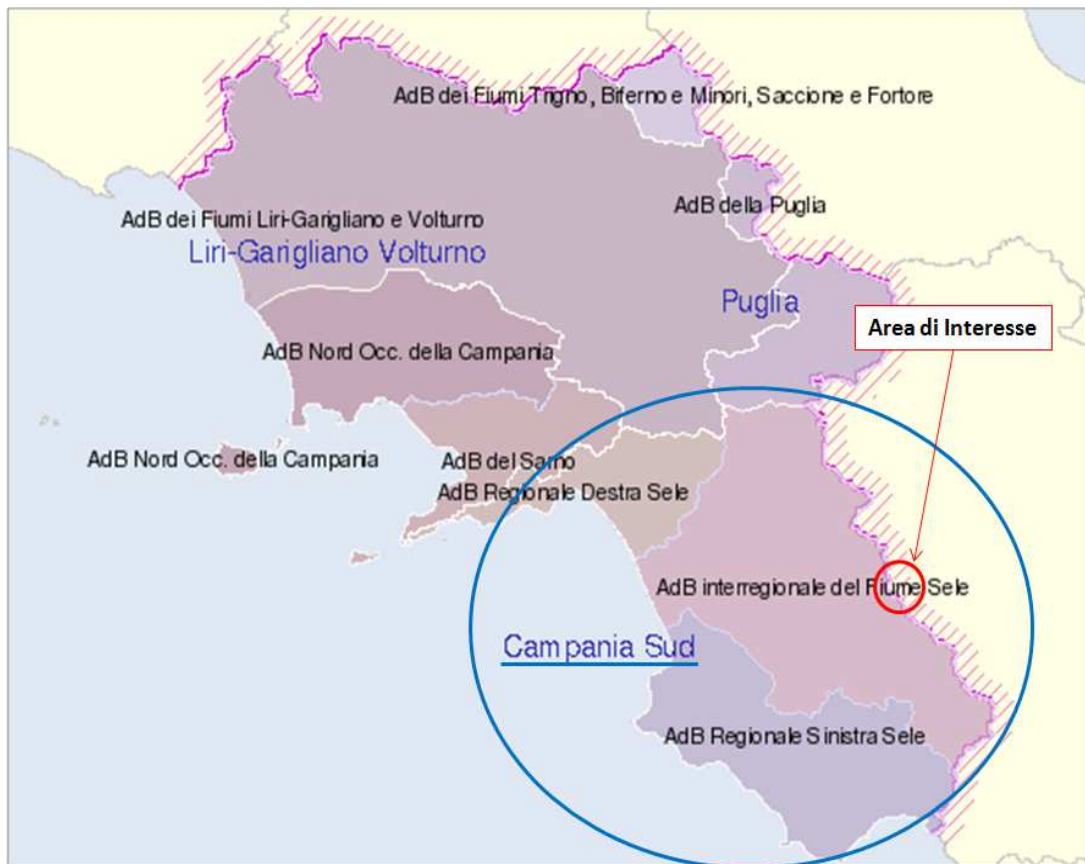 AdB dei Fiumi Trigno, Biferno e Minori, Saccione e Fortore
AdB della Puglia
AdB dei Fiumi Liri-Garigliano e Volturno
Liri-Garigliano Volturno
Puglia
Area di Interesse
AdB Nord Occ. della Campania
AdB Nord Occ. della Campania
AdB del Sarno
AdB Regionale Destra Sele
AdB interregionale del Fiume Sele
Campania Sud
AdB Regionale Sinistra Sele